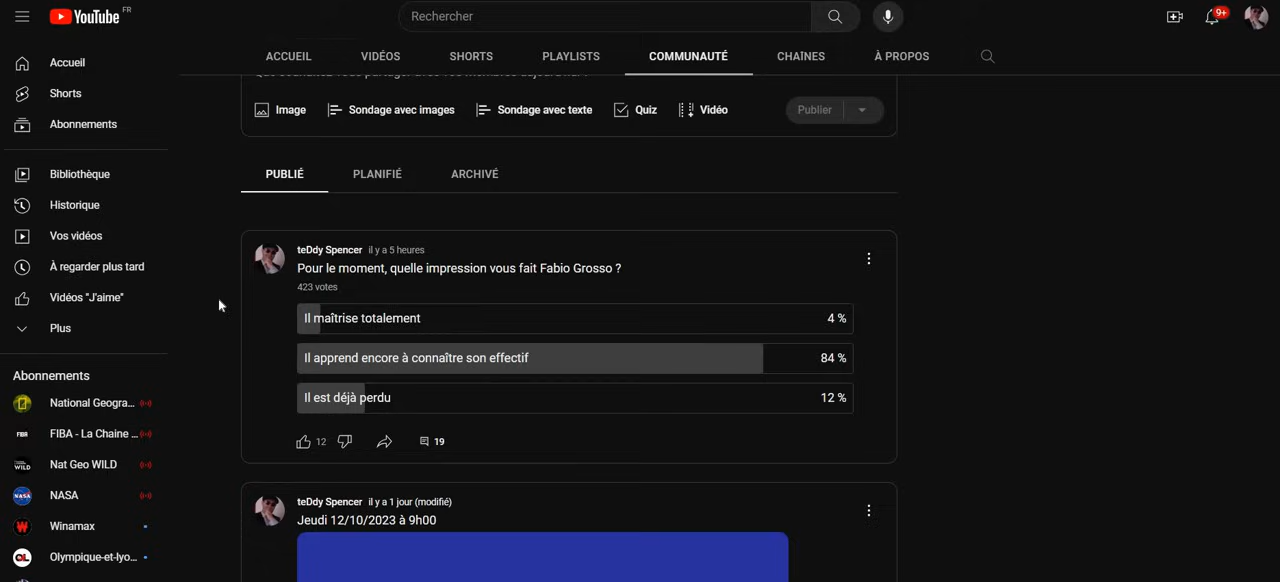 YouTube FR
Rechercher
9+
ACCUEIL VIDÉOS SHORTS PLAYLISTS COMMUNAUTÉ CHAÎNES À PROPOS
Accueil
Shorts
Abonnements
Bibliothèque
Historique
Vos vidéos
À regarder plus tard
Vidéos "J'aime"
Plus
Abonnements
National Geogra...
FIBA - La Chaine ...
Nat Geo WILD
NASA
Winamax
Olympique-et-lyo...
Image Sondage avec images Sondage avec texte Quiz Vidéo Publier
PUBLIÉ PLANIFIÉ ARCHIVÉ
teDdy Spencer il y a 5 heures
Pour le moment, quelle impression vous fait Fabio Grosso ?
423 votes
Il maîtrise totalement 4 %
Il apprend encore à connaître son effectif 84 %
Il est déjà perdu 12 %
12 19
teDdy Spencer il y a 1 jour (modifié)
Jeudi 12/10/2023 à 9h00